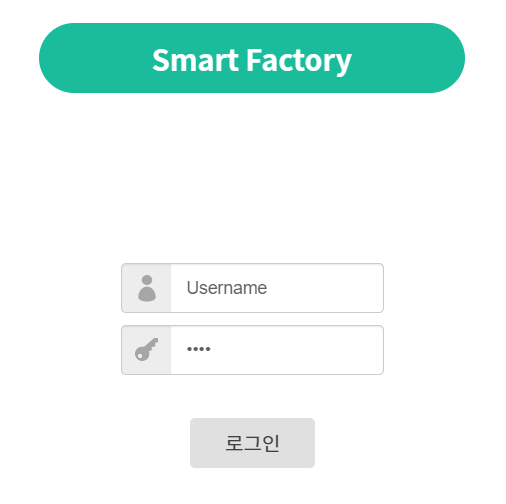 Smart Factory
Username
••••
로그인